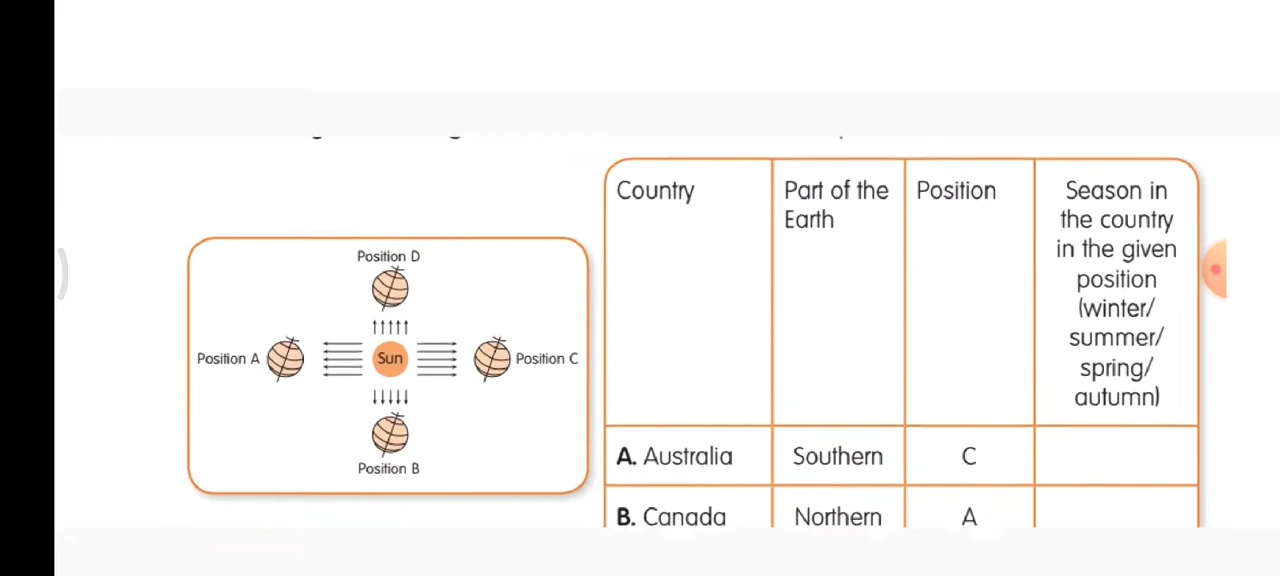 Country
Part of the
Earth
Position
Season in
the country
in the given
position
(winter/
summer/
spring/
autumn)
Position D
Position A
Sun
Position C
Position B
A. Australia
Southern
C
B. Canada
Northern
A